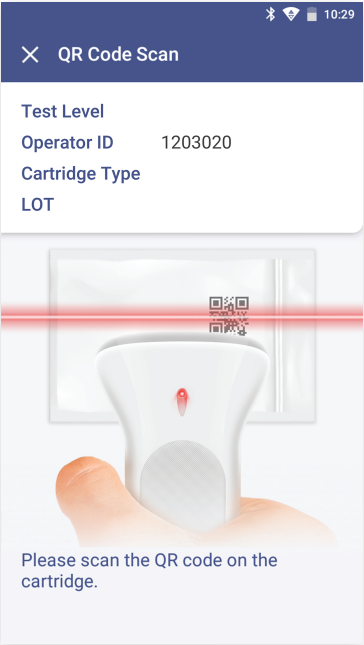 10:29
QR Code Scan
Test Level
Operator ID 1203020
Cartridge Type
LOT
Please scan the QR code on the
cartridge.